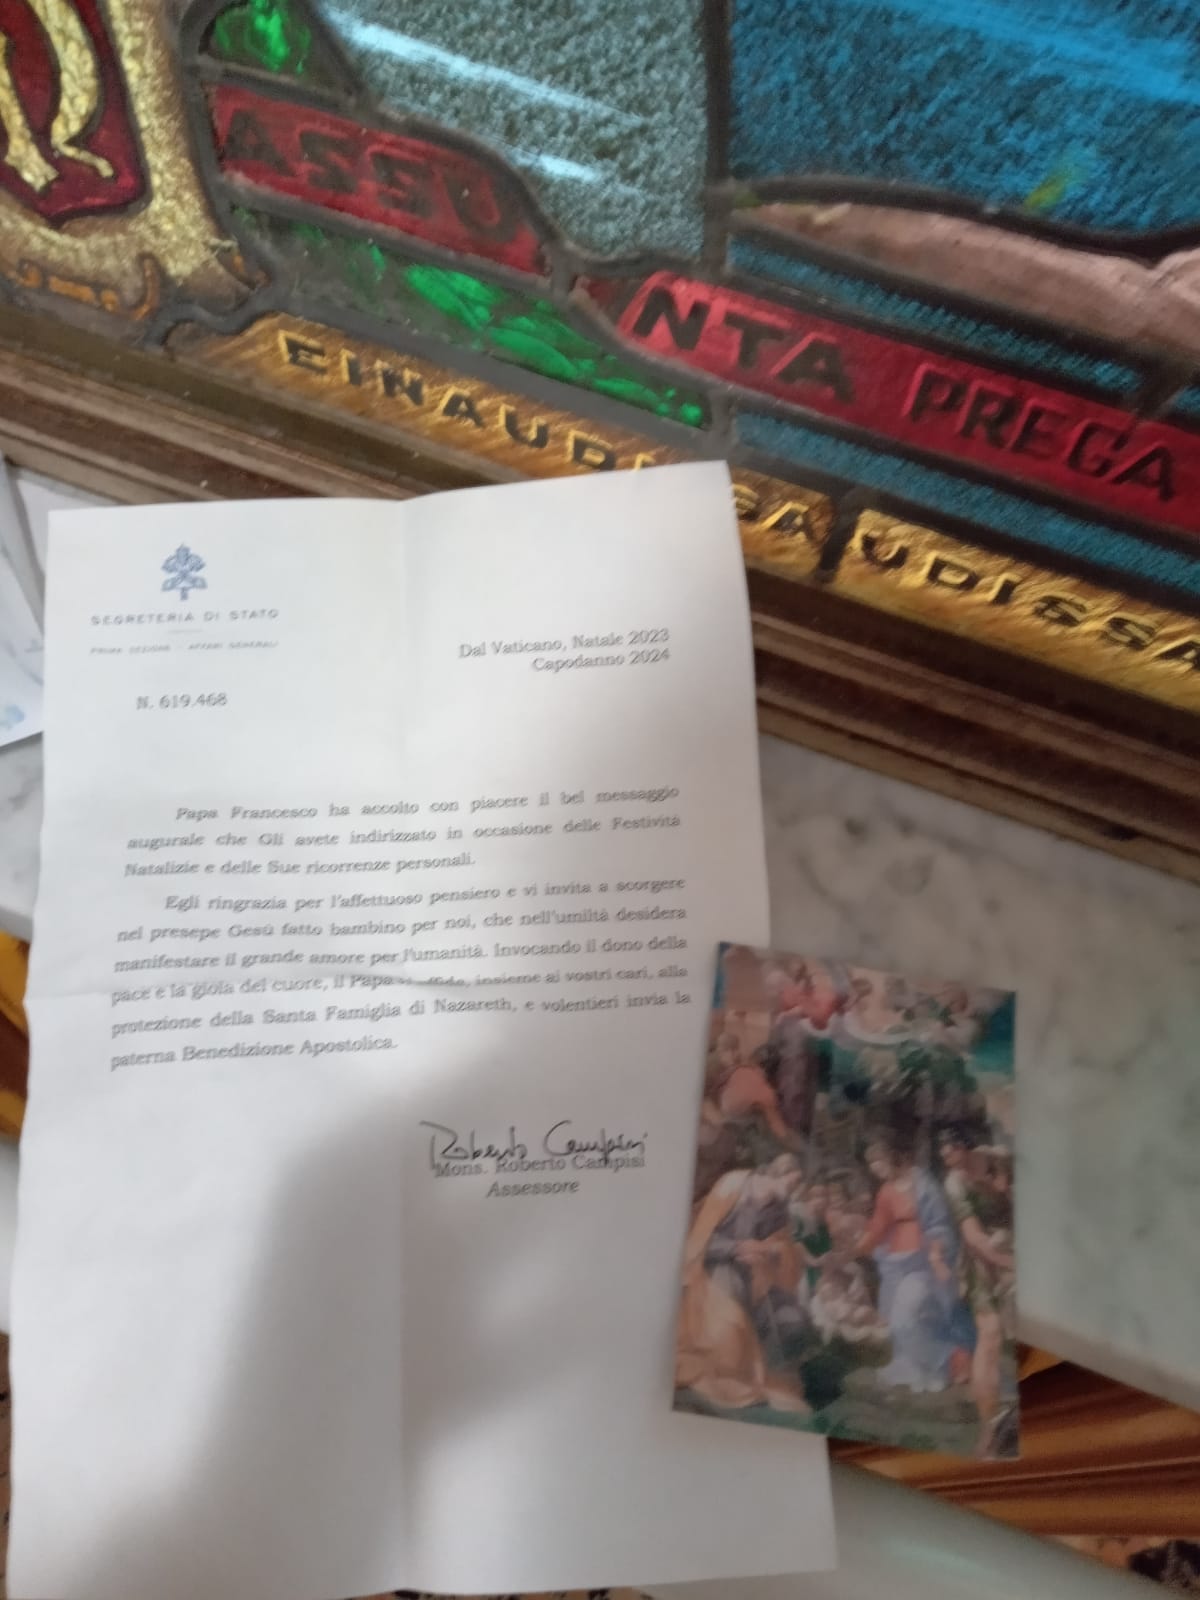 ASSU
NTA PREGA
EINAUDI SA UDISSA
SEGRETERIA DI STATO
PRIMA SEZIONE - AFFARI GENERALI
Dal Vaticano, Natale 2023
Capodanno 2024
N. 619.468
Papa Francesco ha accolto con piacere il bel messaggio
augurale che Gli avete indirizzato in occasione delle Festività
Natalizie e delle Sue ricorrenze personali.
Egli ringrazia per l'affettuoso pensiero e vi invita a scorgere
nel presepe Gesù fatto bambino per noi, che nell'umiltà desidera
manifestare il grande amore per l'umanità. Invocando il dono della
pace e la gioia del cuore, il Papa insieme ai vostri cari, alla
protezione della Santa Famiglia di Nazareth, e volentieri invia la
paterna Benedizione Apostolica.
Roberto Campisi
Mons. Roberto Campisi
Assessore